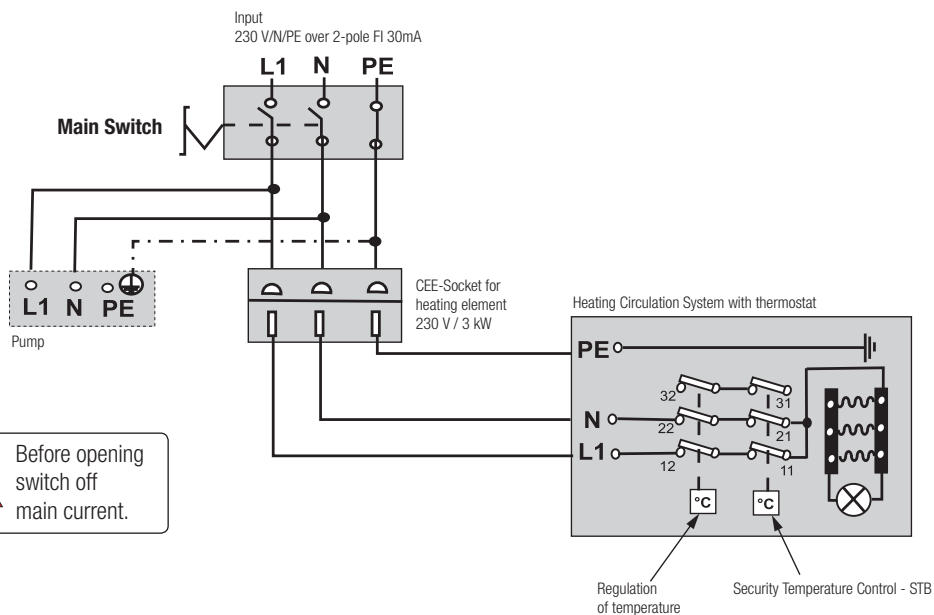 Input
230 V/N/PE over 2-pole FI 30mA
L1 N PE
Main Switch
L1 N PE
Pump
CEE-Socket for
heating element
230 V / 3 kW
Heating Circulation System with thermostat
PE
32 31
N
22 21
L1
12 11
°C °C
Before opening
switch off
main current.
Regulation
of temperature
Security Temperature Control - STB